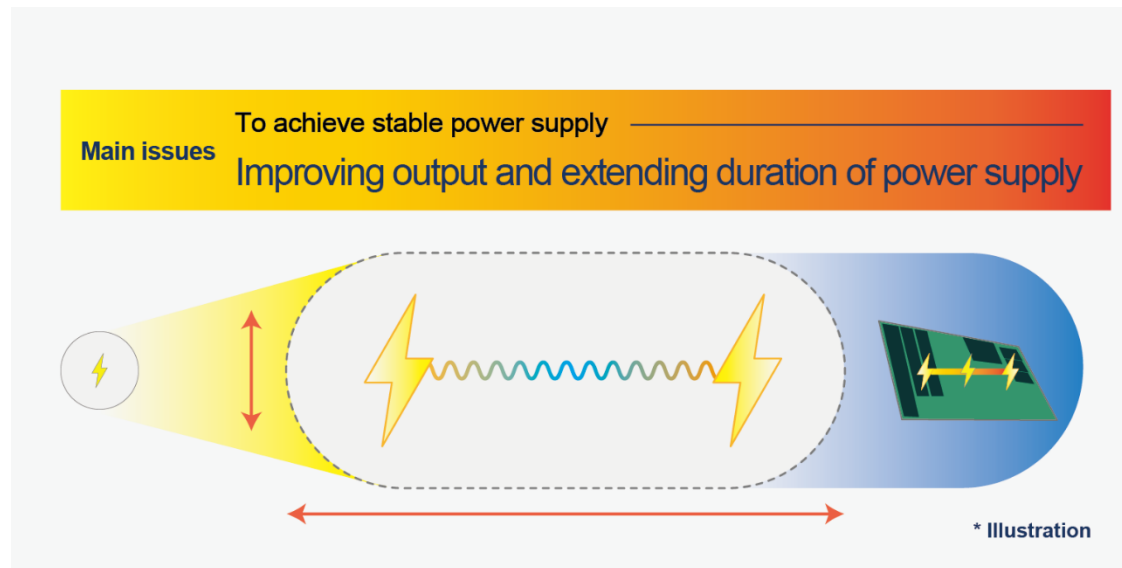 Main issues
To achieve stable power supply
Improving output and extending duration of power supply
* Illustration